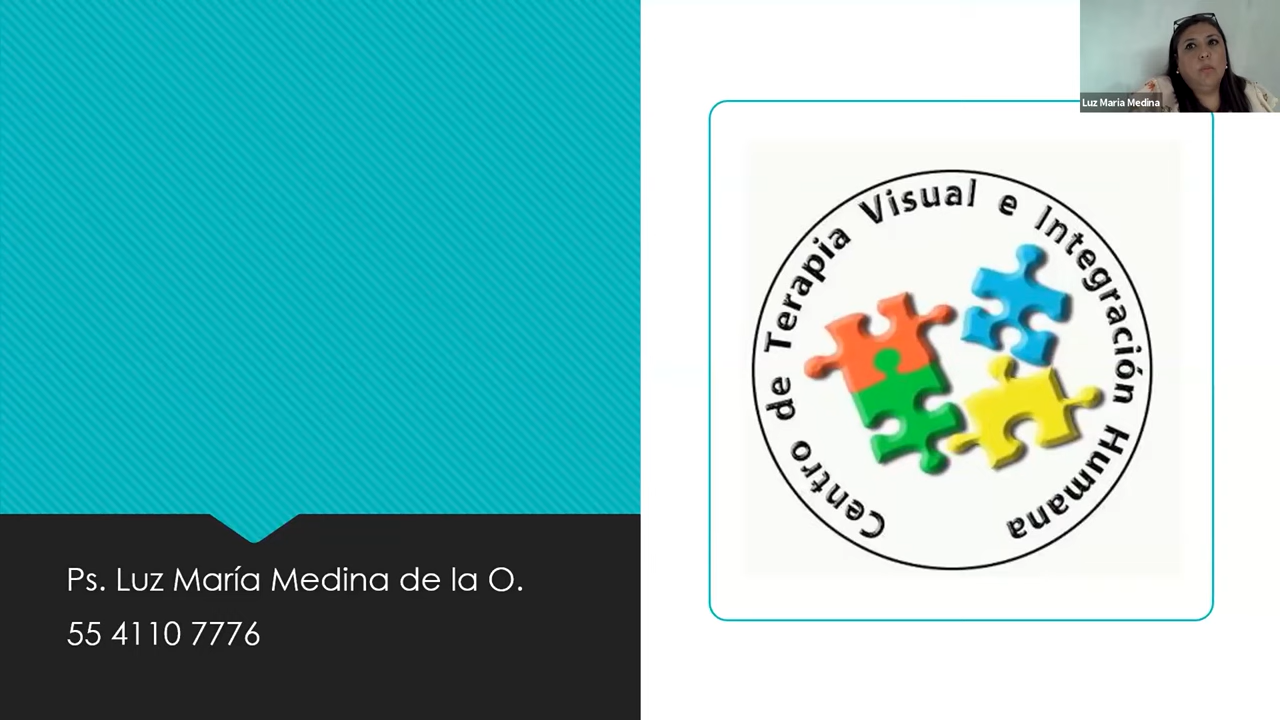 Luz Maria Medina
Centro de Terapia Visual e Integración Humana
Ps. Luz María Medina de la O.
55 4110 7776